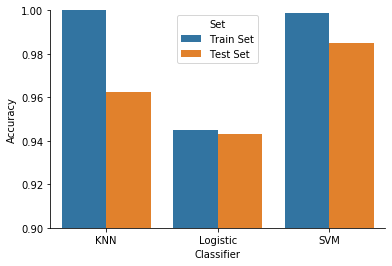 1.00
0.98
0.96
0.94
0.92
0.90
Accuracy
Set
Train Set
Test Set
KNN
Logistic
SVM
Classifier